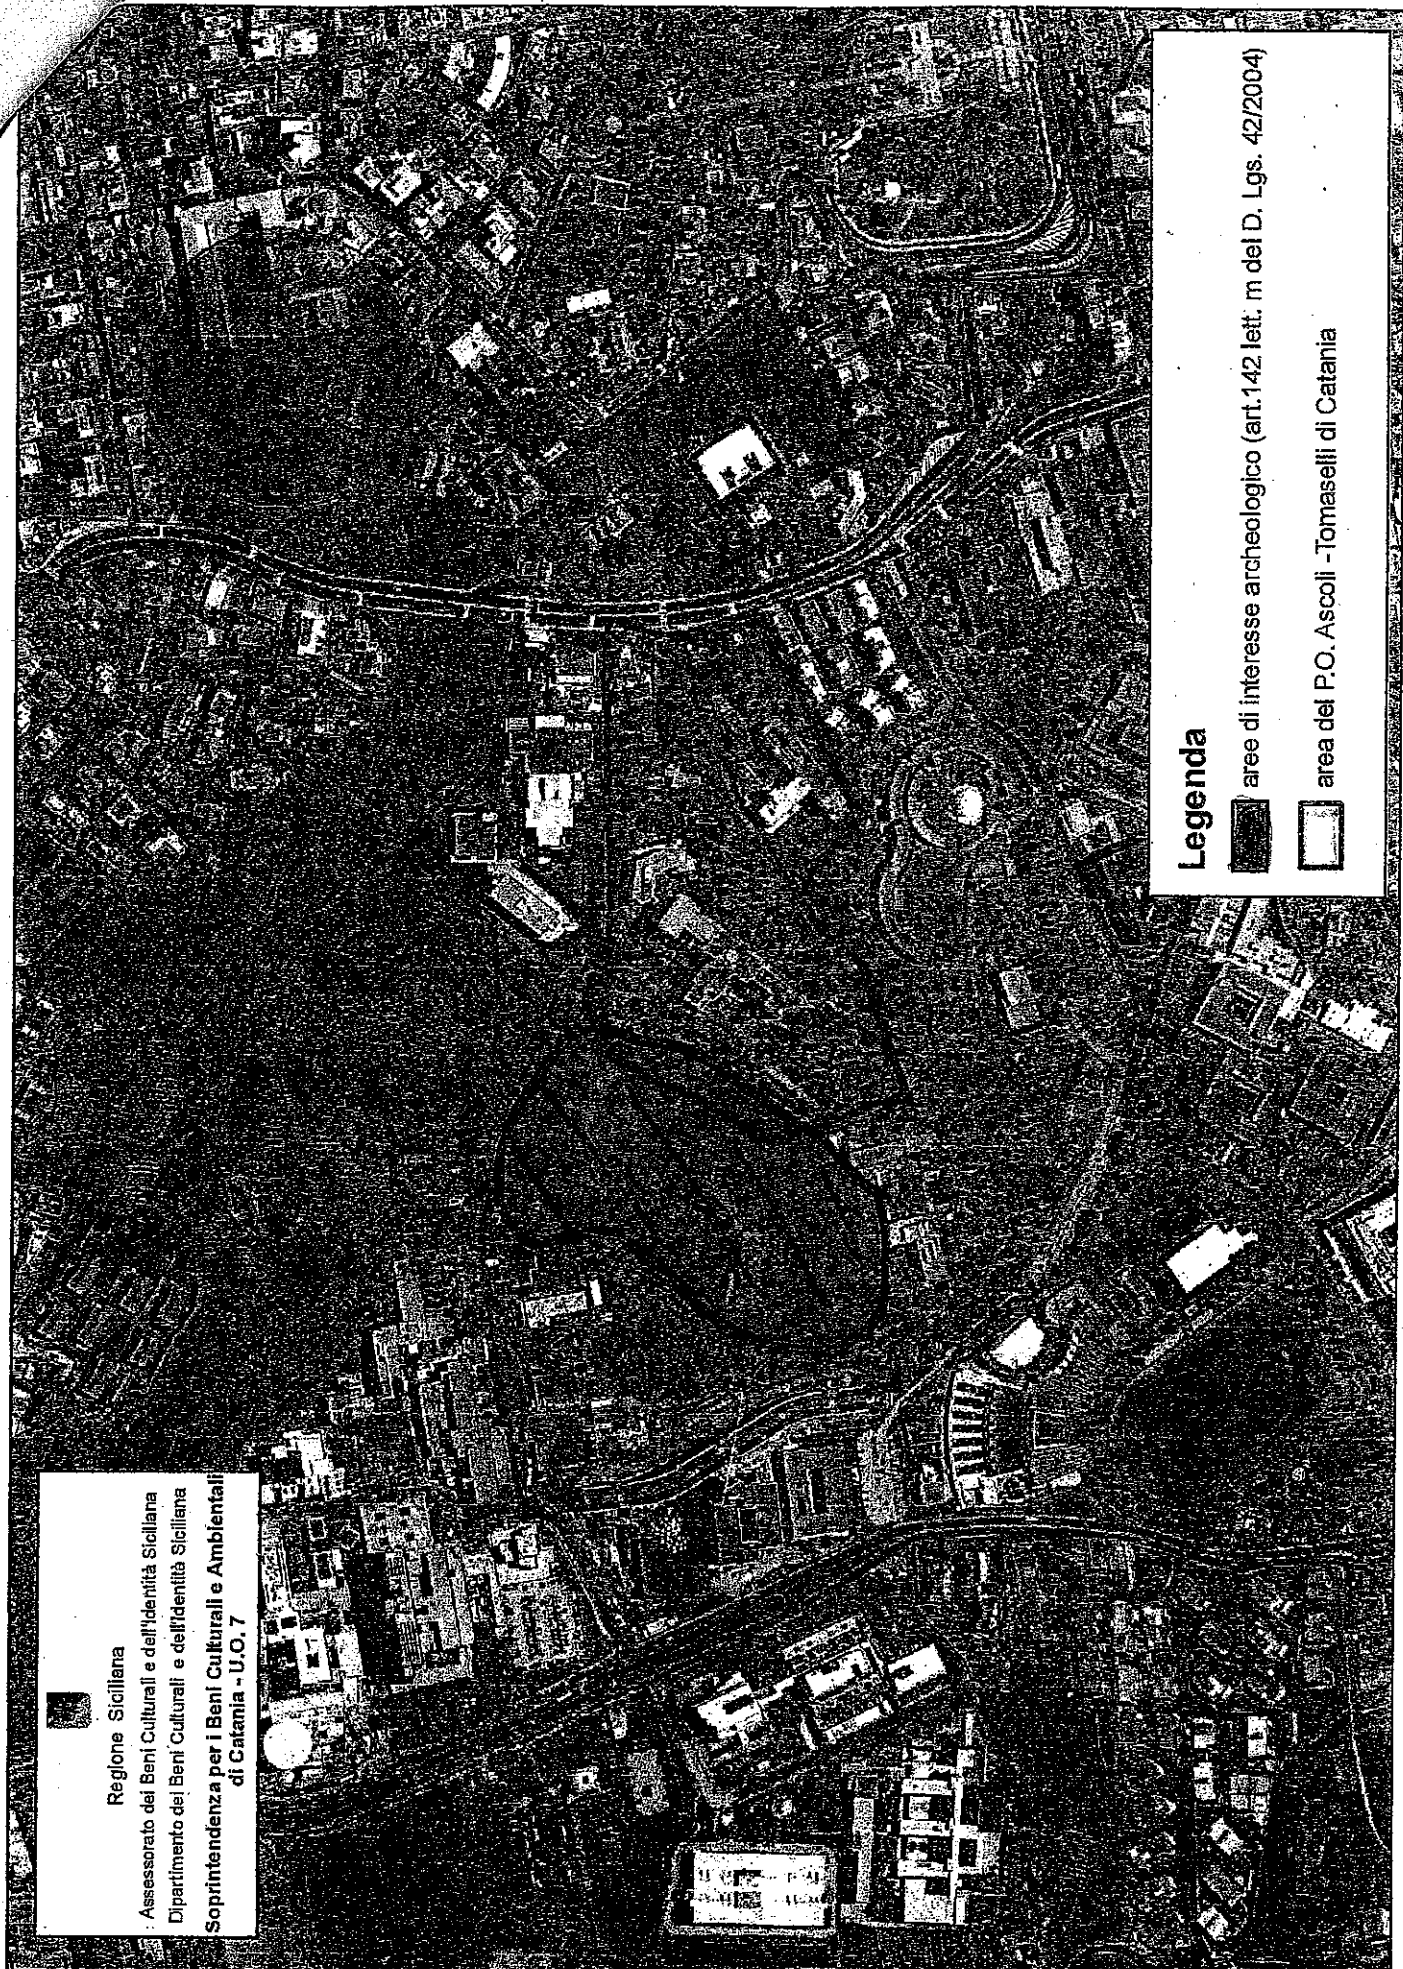 Regione Siciliana
Assessorato dei Beni Culturali e dell'Identità Siciliana
Dipartimento dei Beni Culturali e dell'Identità Siciliana
Soprintendenza per i Beni Culturali e Ambientali
di Catania - U.O. 7
Legenda
aree di interesse archeologico (art.142 lett. m del D. Lgs. 42/2004)
area del P.O. Ascoli -Tomaselli di Catania